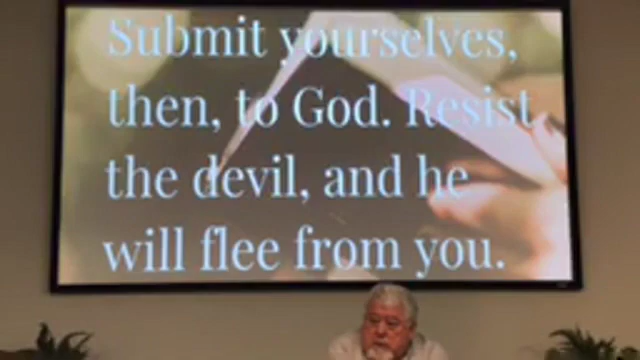 Submit yourselves,
then, to God. Resist
the devil, and he
will flee from you.